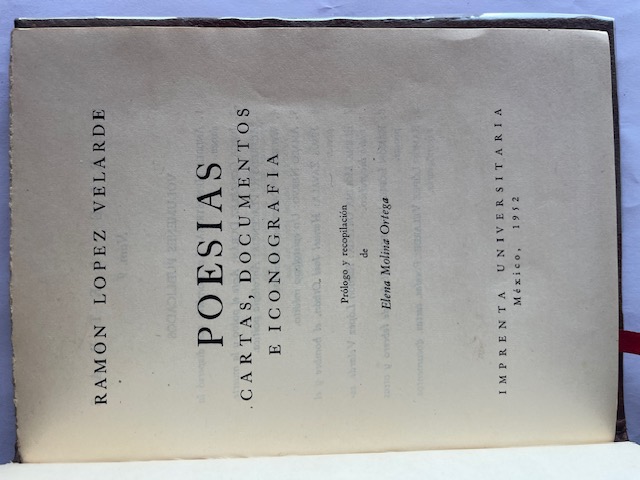 RAMON LOPEZ VELARDE
POESIAS
CARTAS, DOCUMENTOS
E ICONOGRAFIA
Prólogo y recopilación
de
Elena Molina Ortega
IMPRENTA UNIVERSITARIA
México, 1952